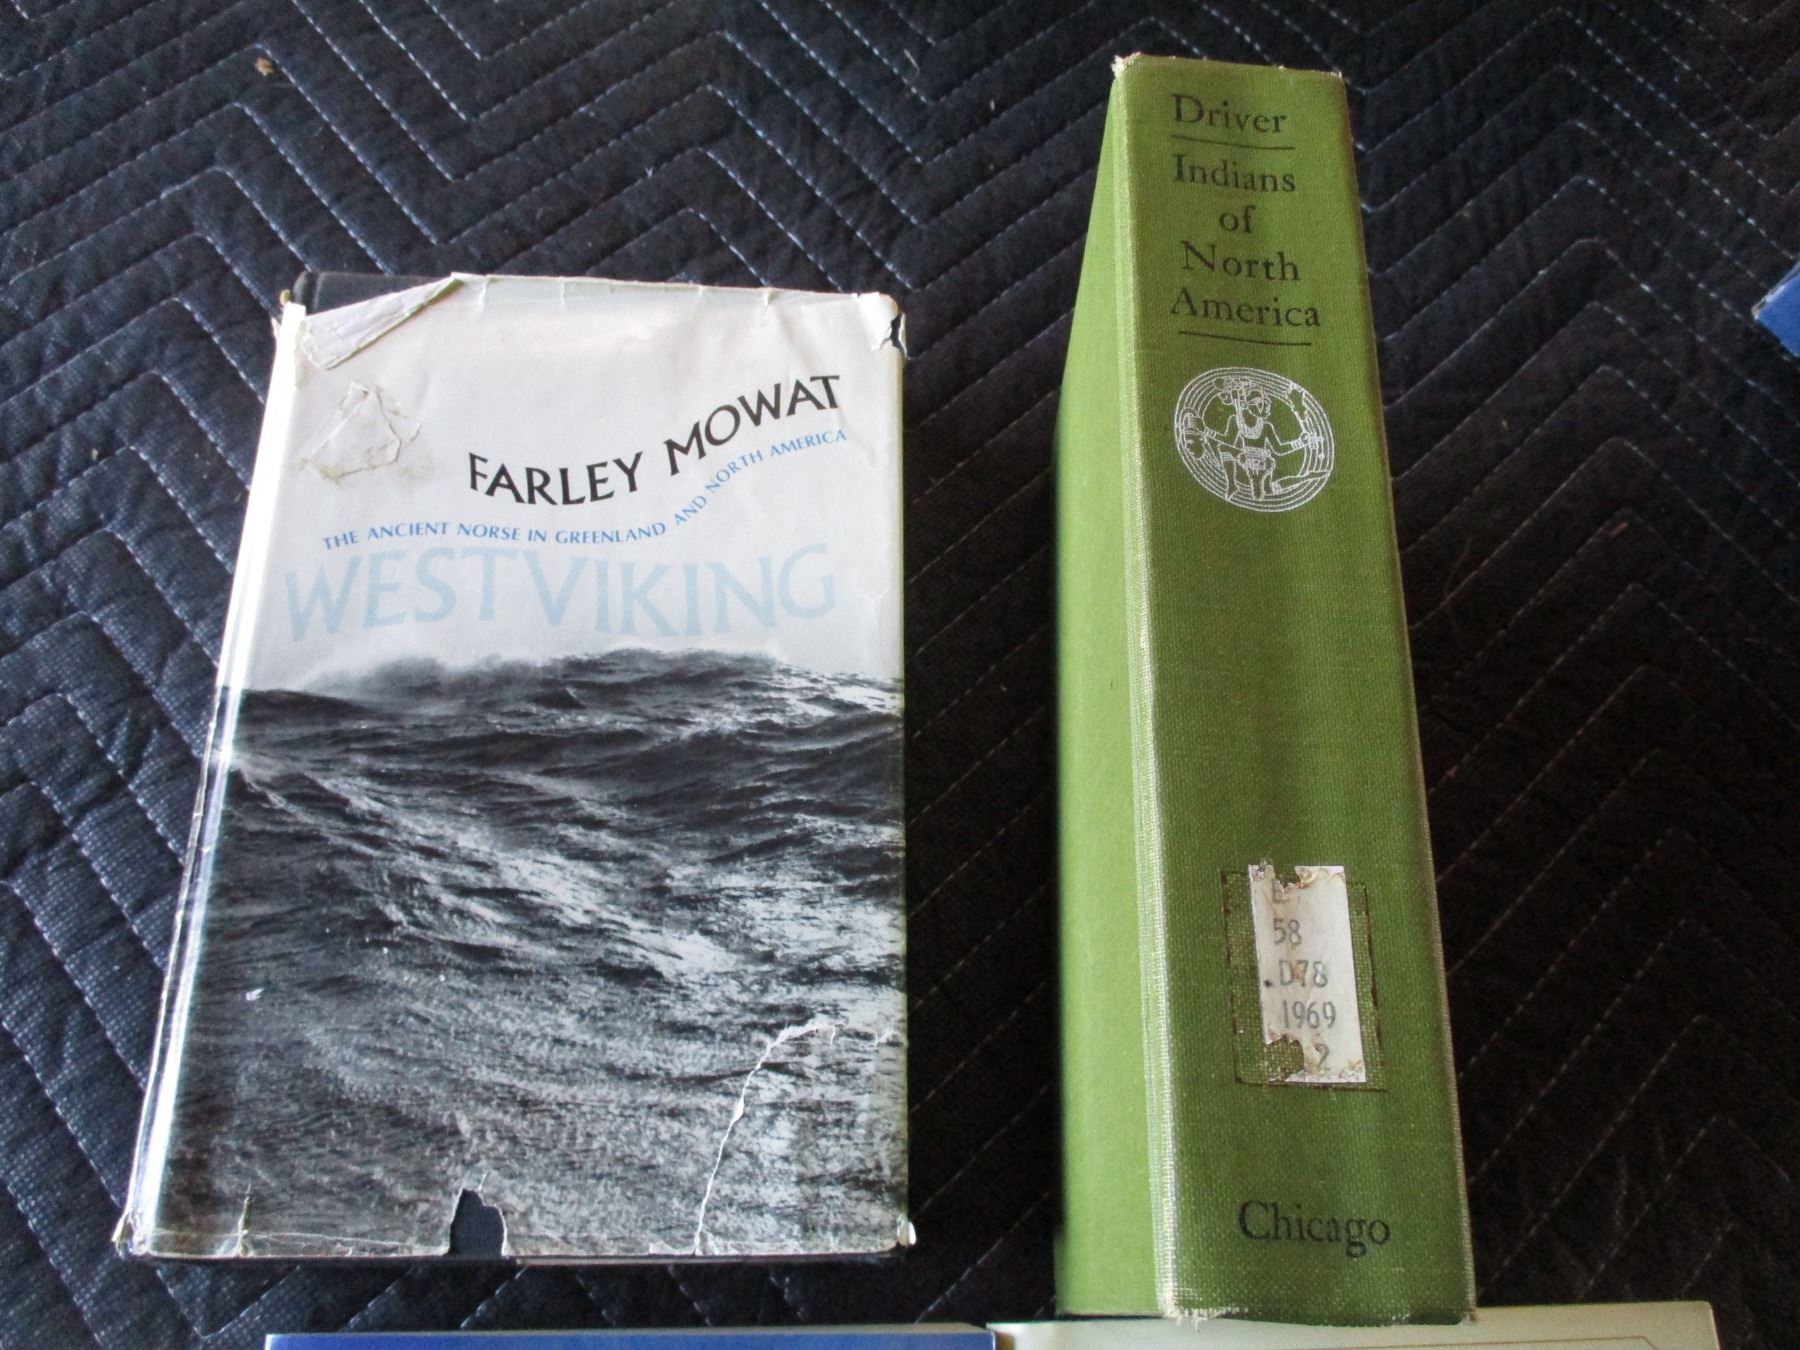 FARLEY MOWAT
THE ANCIENT NORSE IN GREENLAND AND NORTH AMERICA
WESTVIKING
Driver
Indians
of
North
America
58
.D78
1969
2
Chicago